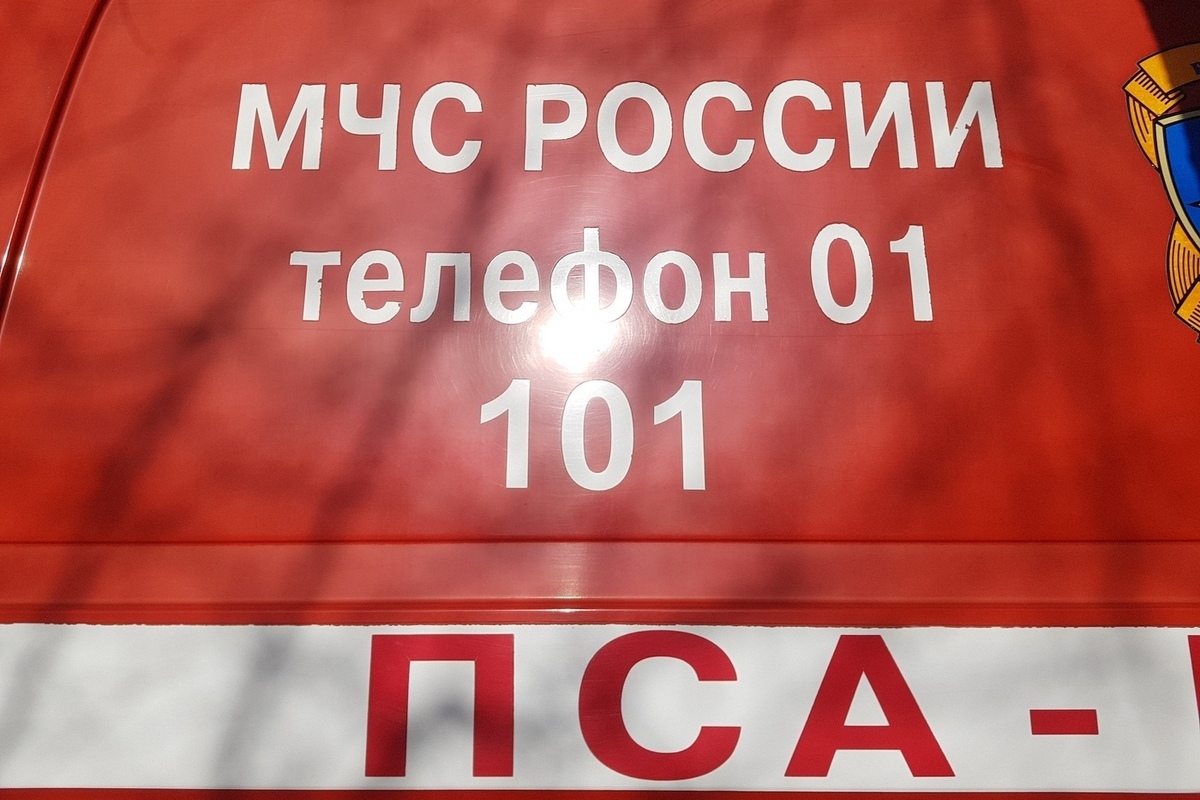 МЧС РОССИИ
телефон 01
101
ПСА -